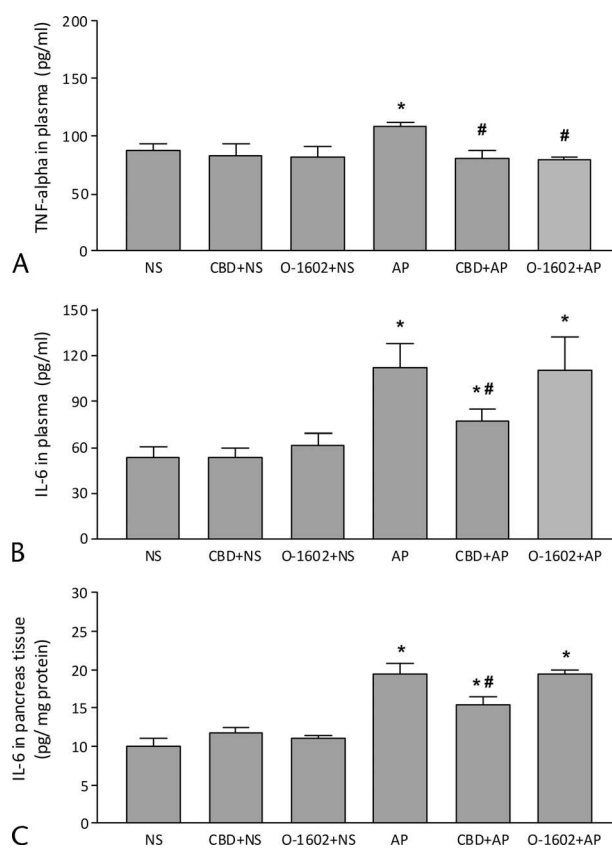 TNF-alpha in plasma (pg/ml)
200
150
100
50
0
*
#
#
A
NS
CBD+NS
O-1602+NS
AP
CBD+AP
O-1602+AP
IL-6 in plasma (pg/ml)
150
120
90
60
30
0
*
*#
*
B
NS
CBD+NS
O-1602+NS
AP
CBD+AP
O-1602+AP
IL-6 in pancreas tissue
(pg/ mg protein)
30
25
20
15
10
5
0
*
*#
*
C
NS
CBD+NS
O-1602+NS
AP
CBD+AP
O-1602+AP